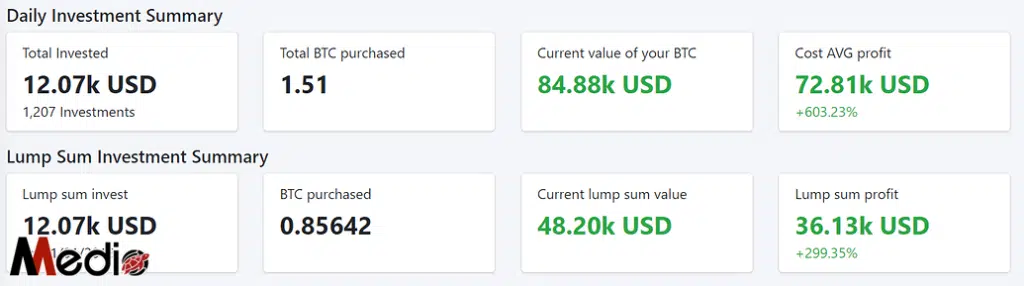 Daily Investment Summary
Total Invested
12.07k USD
1,207 Investments
Total BTC purchased
1.51
Current value of your BTC
84.88k USD
Cost AVG profit
72.81k USD
+603.23%
Lump Sum Investment Summary
Lump sum invest
12.07k USD
BTC purchased
0.85642
Current lump sum value
48.20k USD
Lump sum profit
36.13k USD
+299.35%
Medio